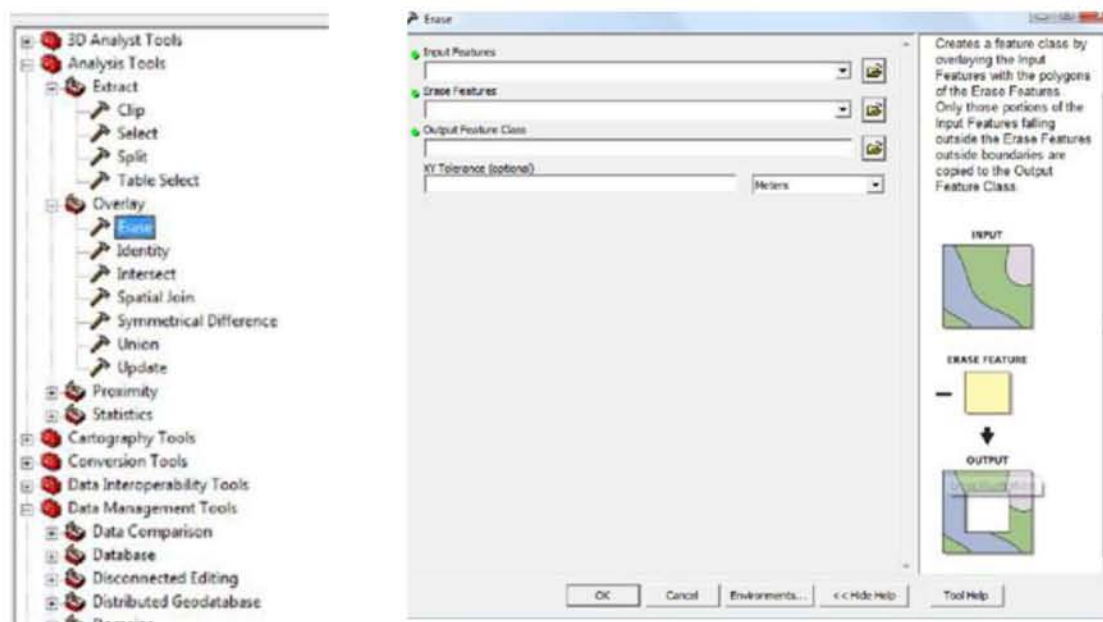 3D Analyst Tools
Analysis Tools
Extract
Clip
Select
Split
Table Select
Overlay
Erase
Identity
Intersect
Spatial Join
Symmetrical Difference
Union
Update
Proximity
Statistics
Cartography Tools
Conversion Tools
Data Interoperability Tools
Data Management Tools
Data Comparison
Database
Disconnected Editing
Distributed Geodatabase
Erase
Input Features
Erase Features
Output Feature Class
XY Tolerance (optional)
Meters
OK
Cancel
Environments...
<< Hide Help
Tool Help
Creates a feature class by
overlaying the Input
Features with the polygons
of the Erase Features.
Only those portions of the
Input Features falling
outside the Erase Features
outside boundaries are
copied to the Output
Feature Class.
INPUT
ERASE FEATURE
OUTPUT